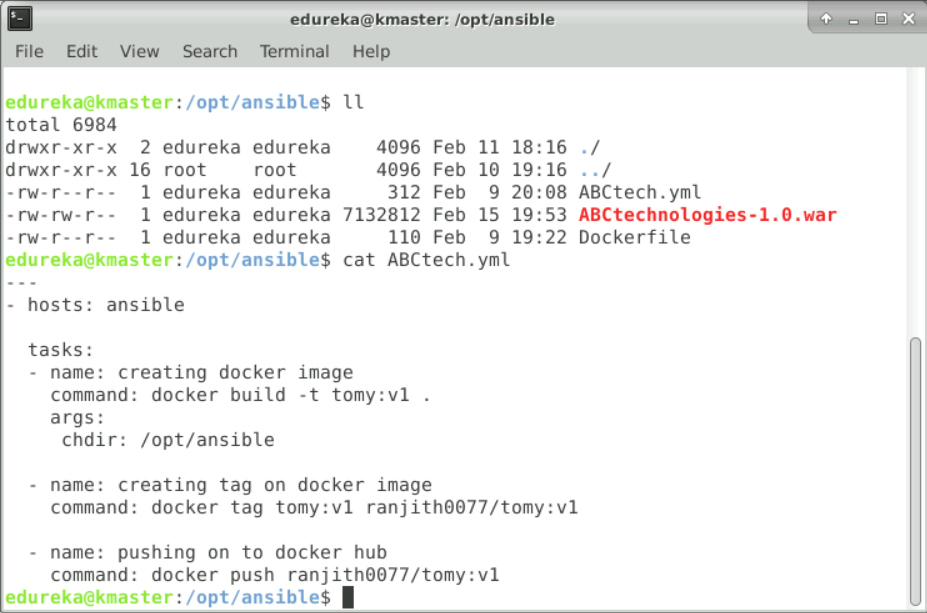 edureka@kmaster: /opt/ansible
File Edit View Search Terminal Help
edureka@kmaster:/opt/ansible$ ll
total 6984
drwxr-xr-x  2 edureka edureka    4096 Feb 11 18:16 ./
drwxr-xr-x 16 root    root       4096 Feb 10 19:16 ../
-rw-r--r--  1 edureka edureka     312 Feb  9 20:08 ABCtech.yml
-rw-rw-r--  1 edureka edureka 7132812 Feb 15 19:53 ABCtechnologies-1.0.war
-rw-r--r--  1 edureka edureka     110 Feb  9 19:22 Dockerfile
edureka@kmaster:/opt/ansible$ cat ABCtech.yml
---
- hosts: ansible
  tasks:
  - name: creating docker image
    command: docker build -t tomy:v1 .
    args:
     chdir: /opt/ansible
  - name: creating tag on docker image
    command: docker tag tomy:v1 ranjith0077/tomy:v1
  - name: pushing on to docker hub
    command: docker push ranjith0077/tomy:v1
edureka@kmaster:/opt/ansible$